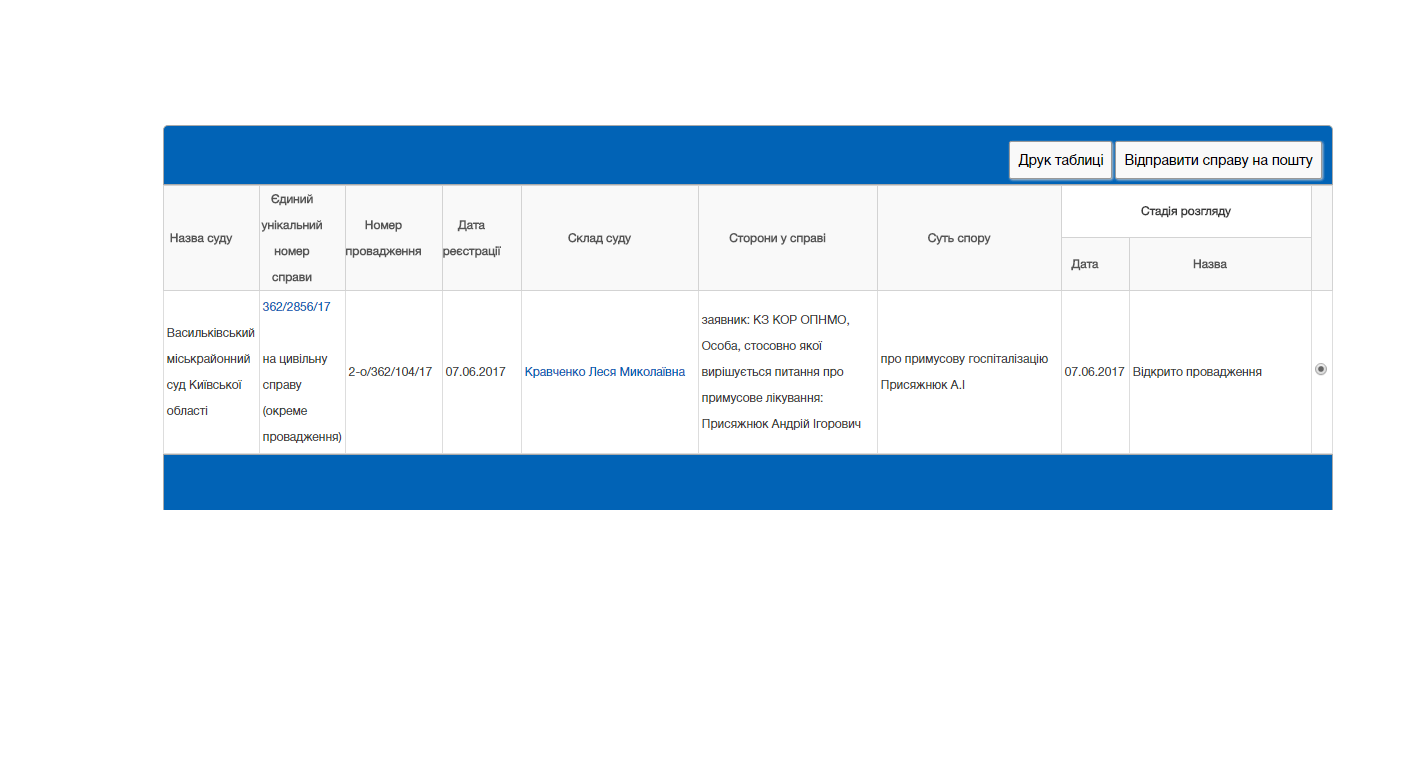 Друк таблиці
Відправити справу на пошту
Назва суду
Єдиний
унікальний
номер
справи
Номер
провадження
Дата
реєстрації
Склад суду
Сторони у справі
Суть спору
Стадія розгляду
Дата
Назва
Васильківський
міськрайонний
суд Київської
області
362/2856/17
на цивільну
справу
(окреме
провадження)
2-о/362/104/17
07.06.2017
Кравченко Леся Миколаївна
заявник: КЗ КОР ОПНМО,
Особа, стосовно якої
вирішується питання про
примусове лікування:
Присяжнюк Андрій Ігорович
про примусову госпіталізацію
Присяжнюк А.І
07.06.2017
Відкрито провадження